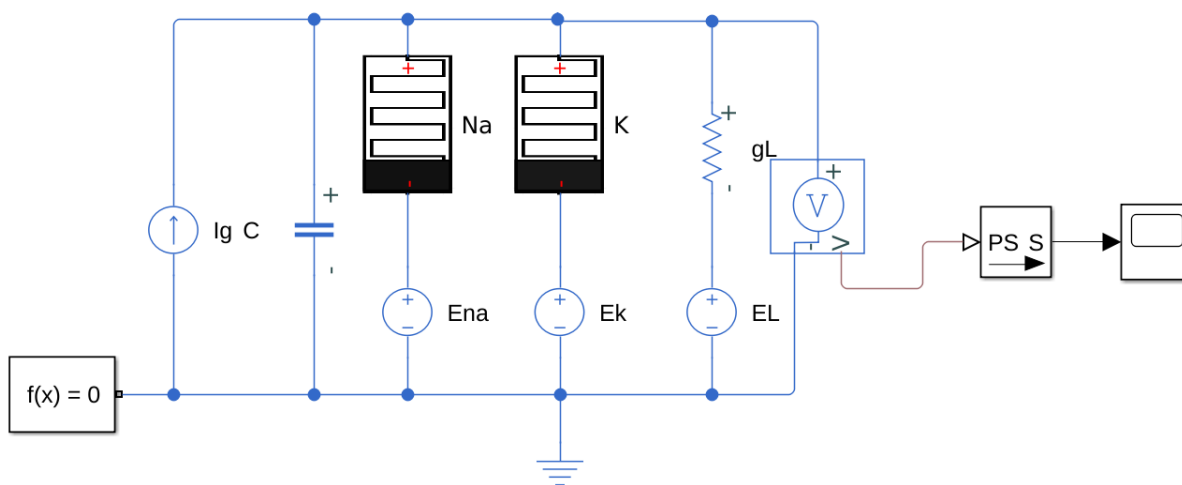 +
+
Na
K
+
gL
-
-
-
+
V
+
-
Ig
C
-
>
PS S
+
−
Ena
+
−
Ek
+
−
EL
f(x) = 0